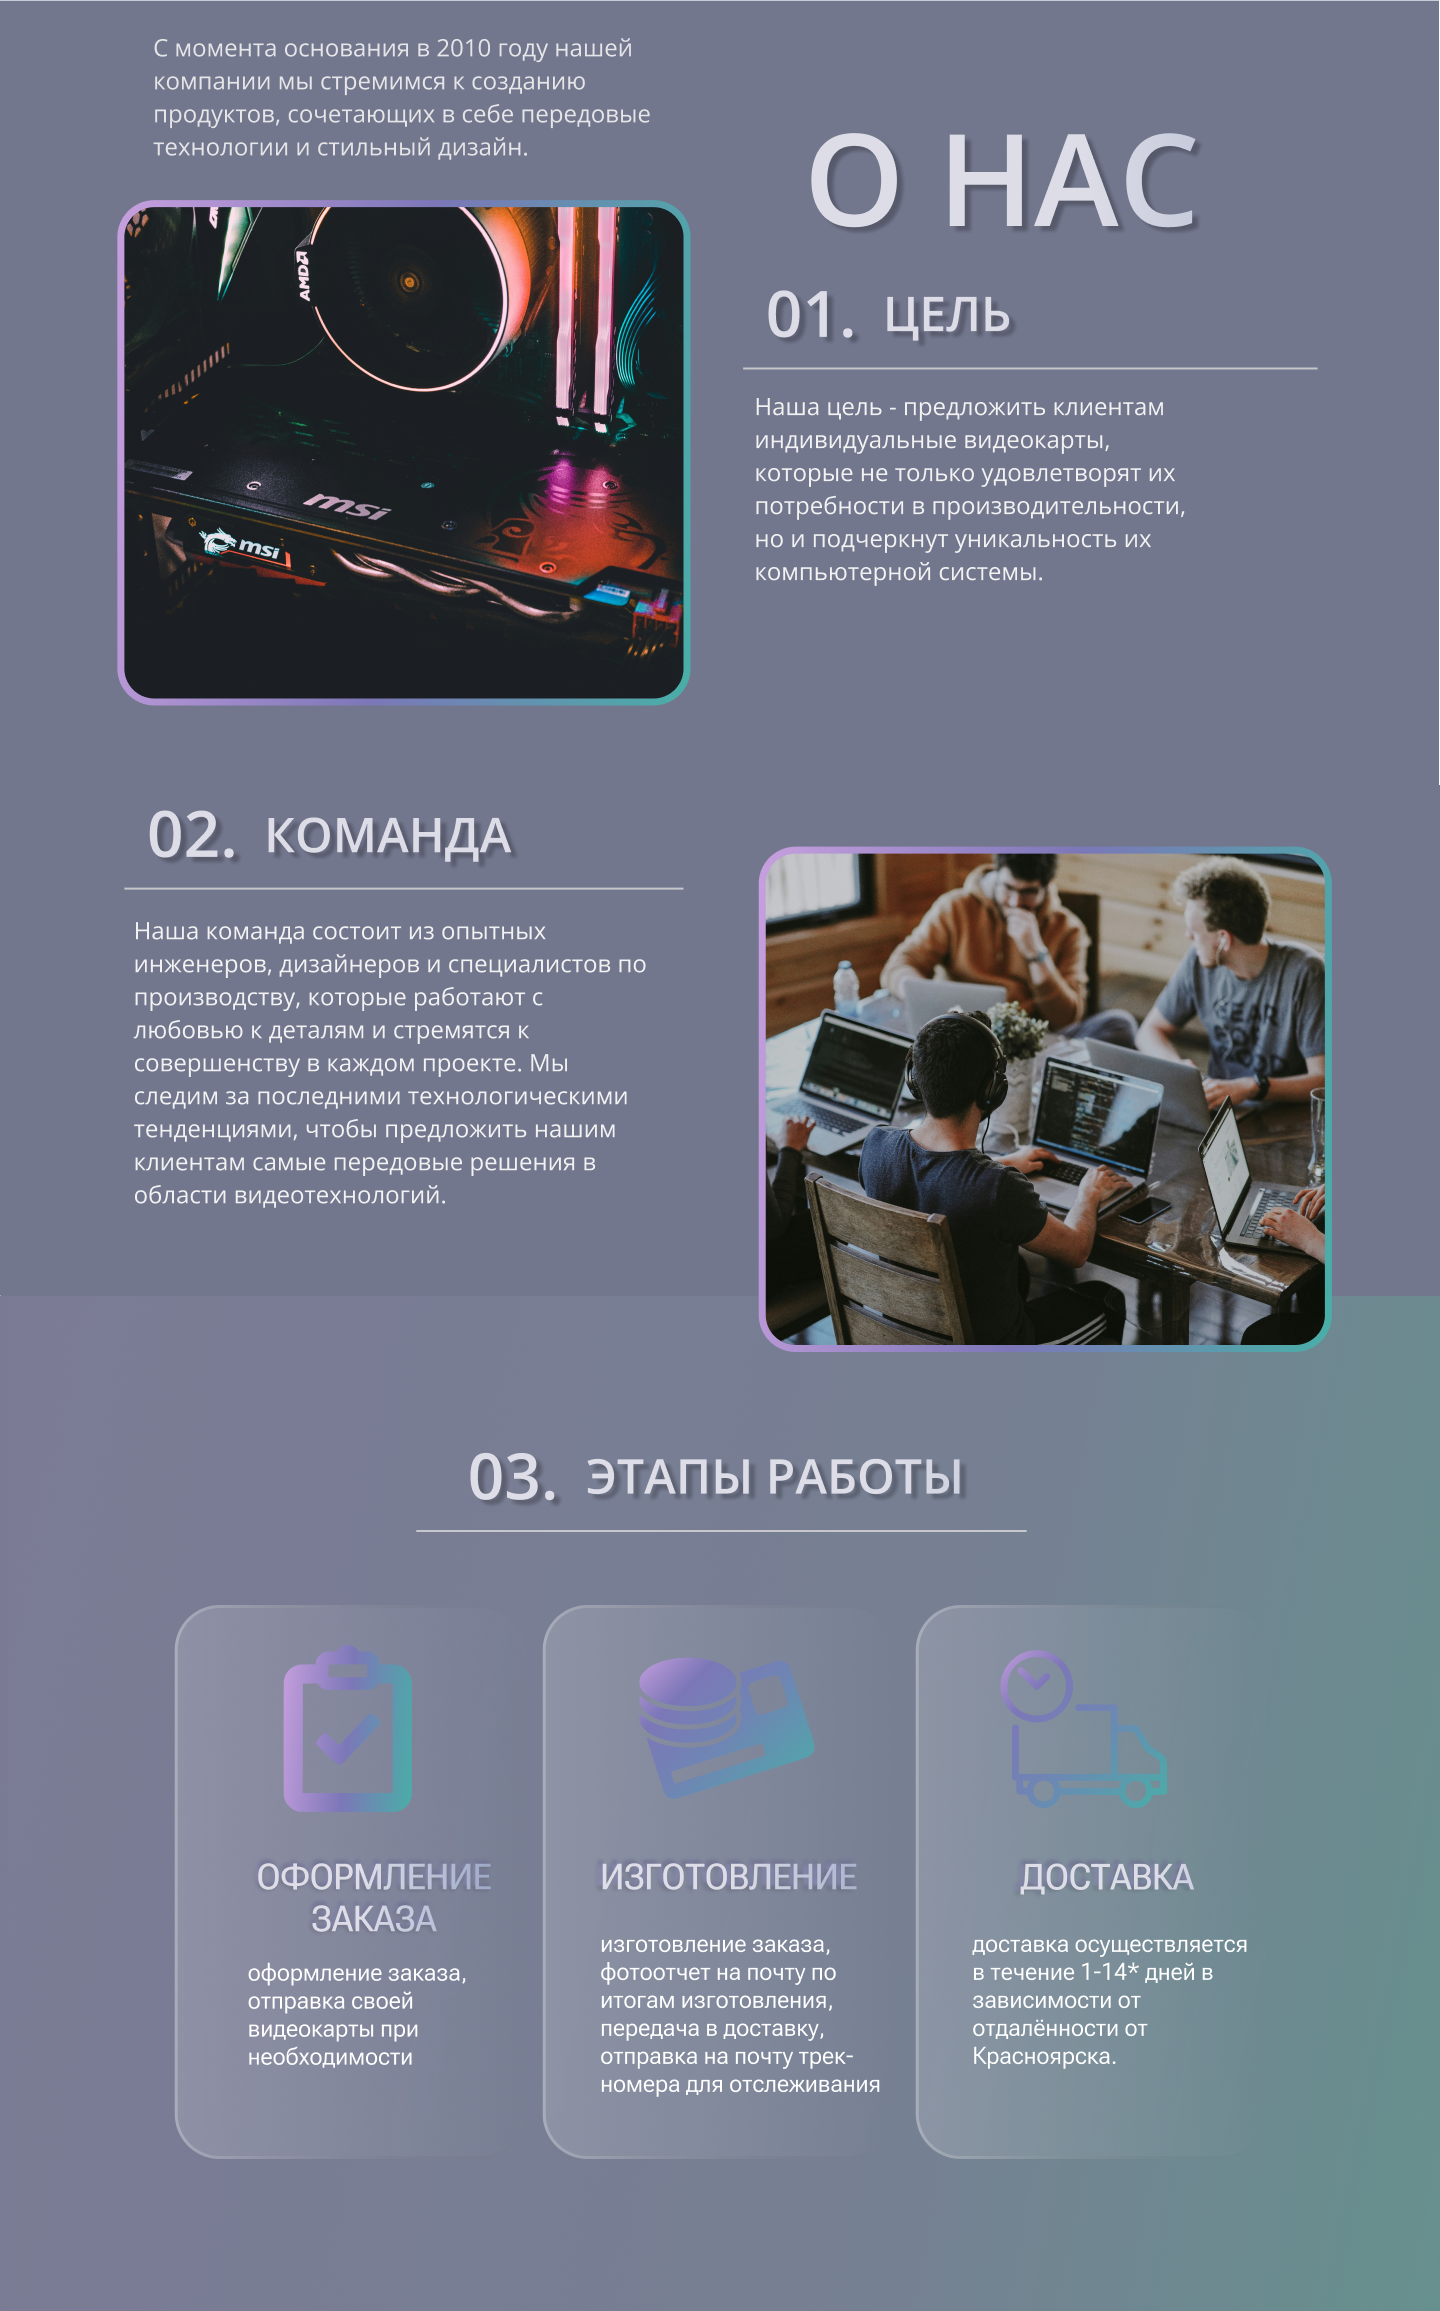 С момента основания в 2010 году нашей
компании мы стремимся к созданию
продуктов, сочетающих в себе передовые
технологии и стильный дизайн.
AMD
msi
msi
О НАС
01. ЦЕЛЬ
Наша цель - предложить клиентам
индивидуальные видеокарты,
которые не только удовлетворят их
потребности в производительности,
но и подчеркнут уникальность их
компьютерной системы.
02. КОМАНДА
Наша команда состоит из опытных
инженеров, дизайнеров и специалистов по
производству, которые работают с
любовью к деталям и стремятся к
совершенству в каждом проекте. Мы
следим за последними технологическими
тенденциями, чтобы предложить нашим
клиентам самые передовые решения в
области видеотехнологий.
03. ЭТАПЫ РАБОТЫ
ОФОРМЛЕНИЕ
ЗАКАЗА
оформление заказа,
отправка своей
видеокарты при
необходимости
ИЗГОТОВЛЕНИЕ
изготовление заказа,
фотоотчет на почту по
итогам изготовления,
передача в доставку,
отправка на почту трек-
номера для отслеживания
ДОСТАВКА
доставка осуществляется
в течение 1-14* дней в
зависимости от
отдалённости от
Красноярска.